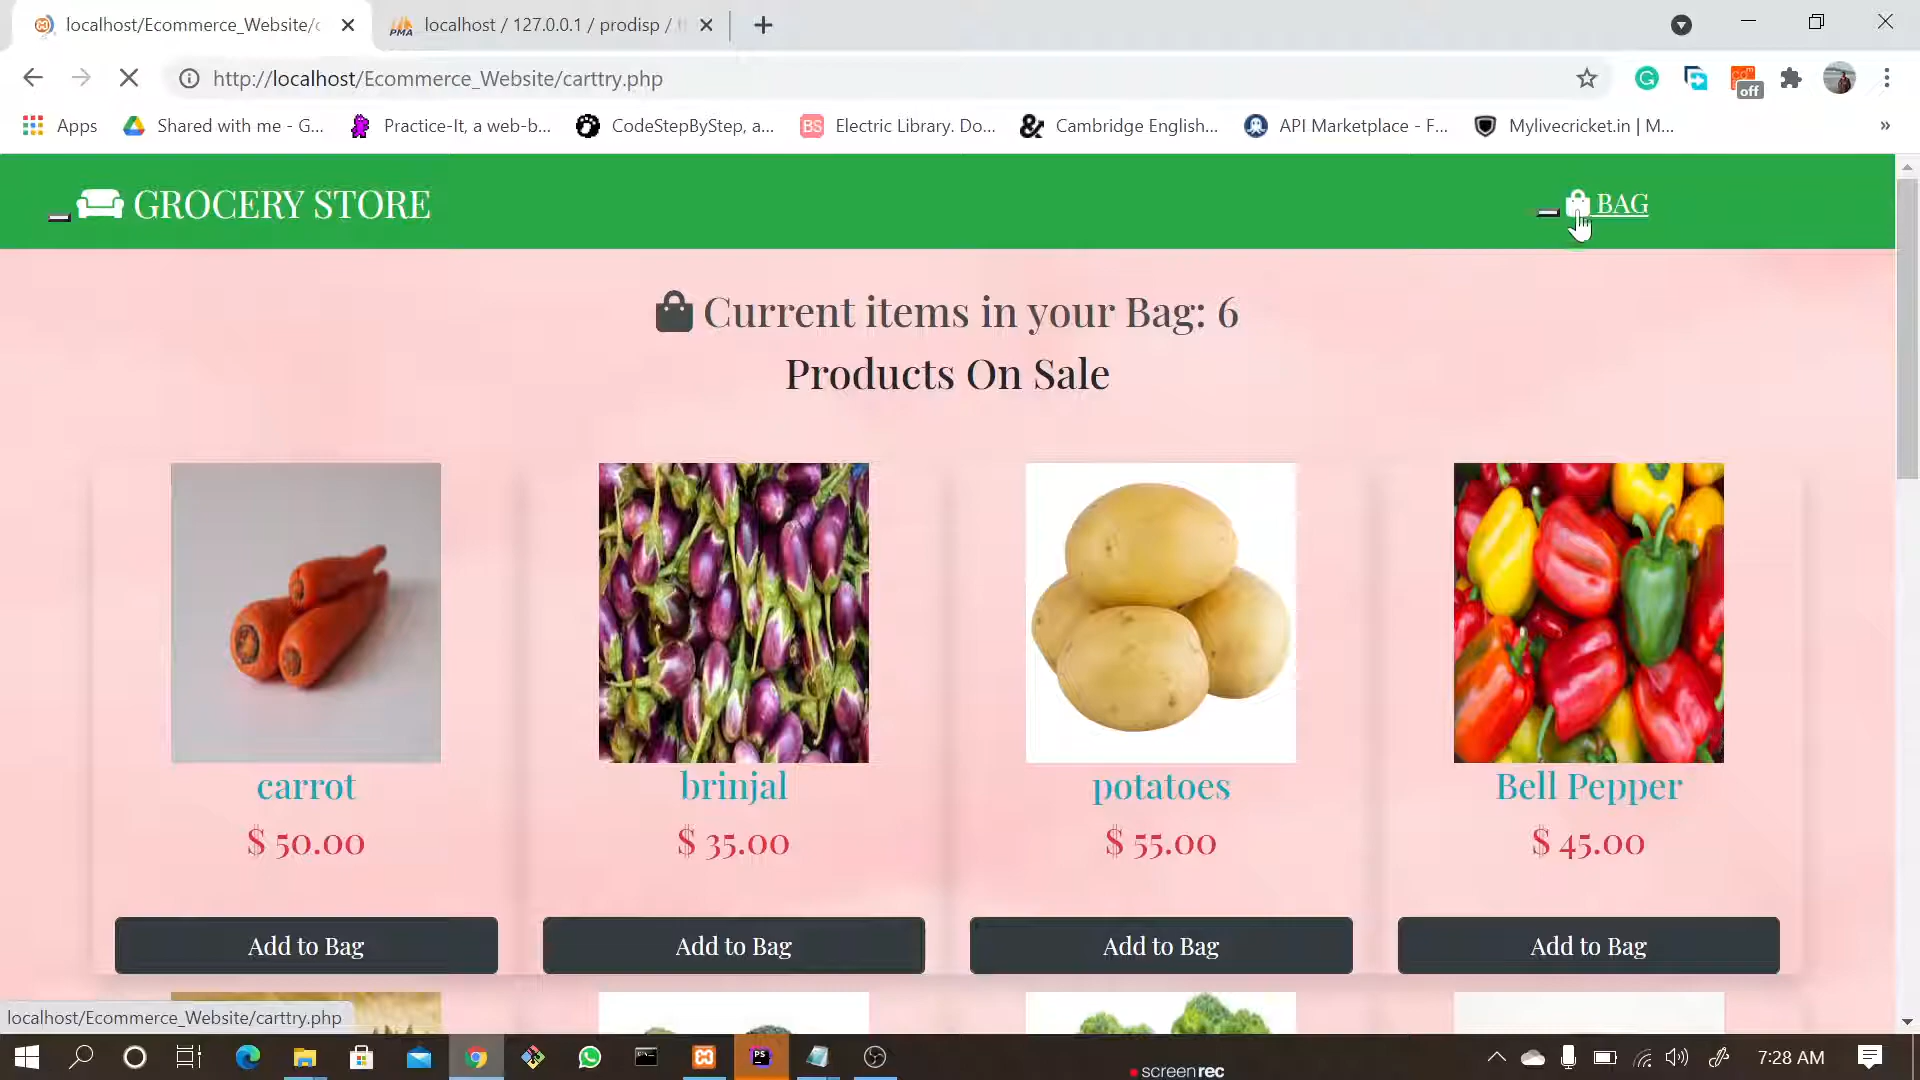 localhost/Ecommerce_Website/c
localhost / 127.0.0.1 / prodisp /
http://localhost/Ecommerce_Website/carttry.php
off
Apps
Shared with me - G...
Practice-It, a web-b...
CodeStepByStep, a...
BS
Electric Library. Do...
Cambridge English...
API Marketplace - F...
Mylivecricket.in | M...
»
GROCERY STORE
BAG
Current items in your Bag: 6
Products On Sale
carrot
brinjal
potatoes
Bell Pepper
$ 50.00
$ 35.00
$ 55.00
$ 45.00
Add to Bag
Add to Bag
Add to Bag
Add to Bag
localhost/Ecommerce_Website/carttry.php
PS
7:28 AM
screenrec